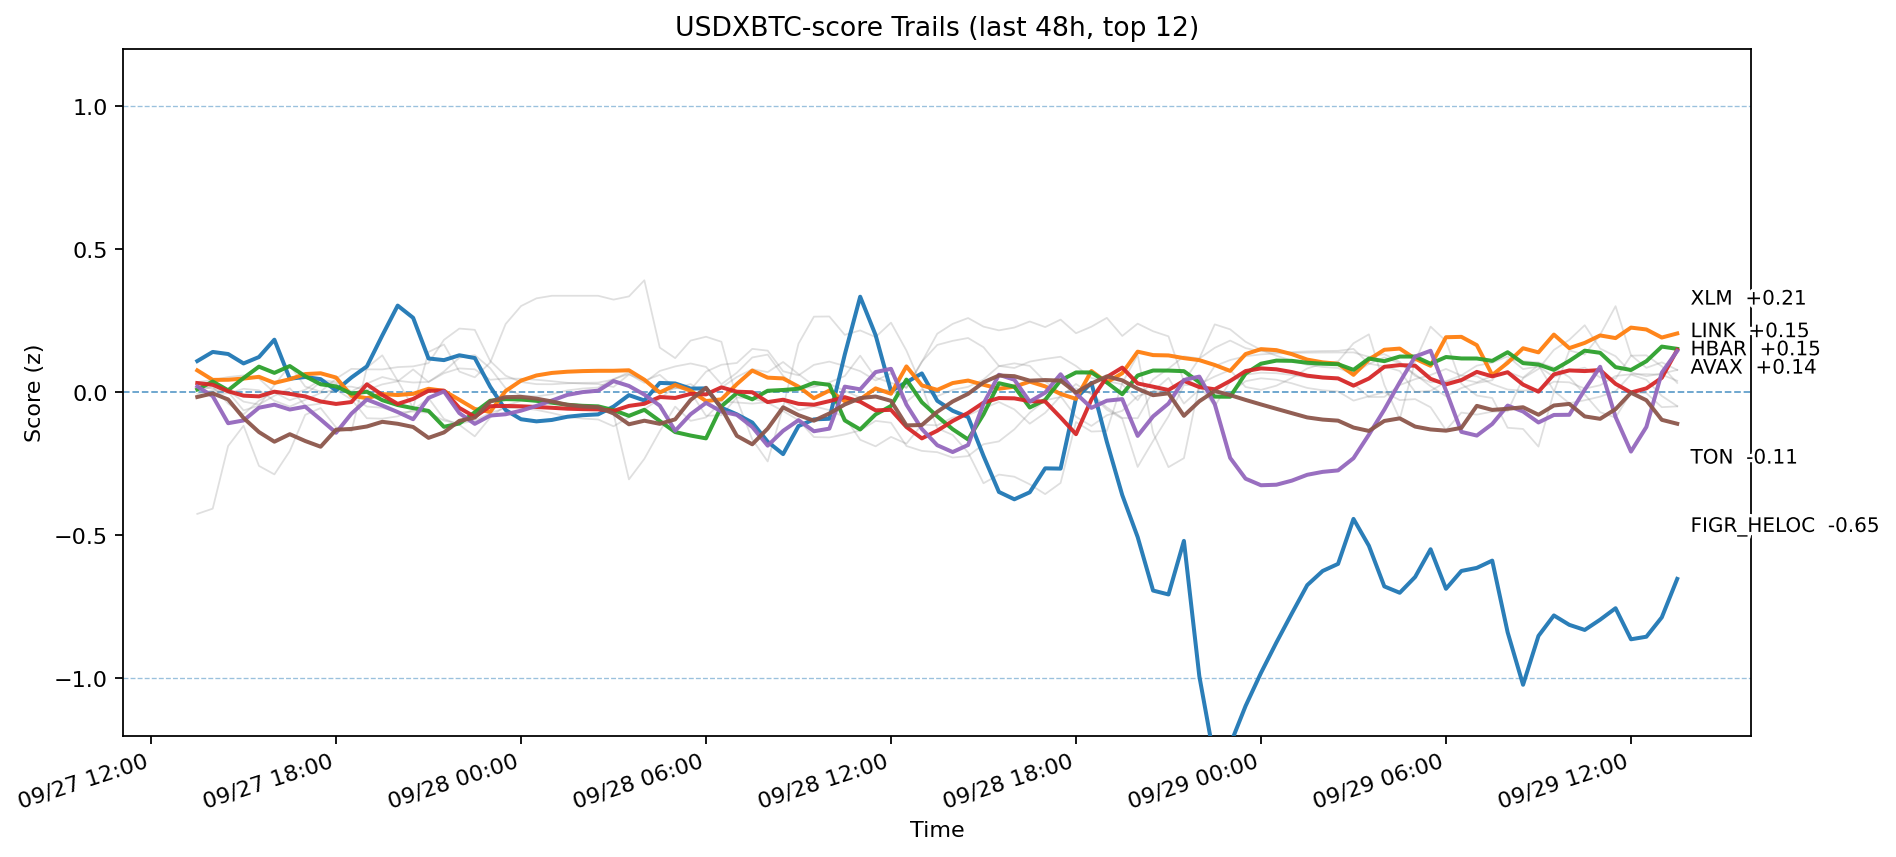 USDXBTC-score Trails (last 48h, top 12)
Score (z)
1.0
0.5
0.0
−0.5
−1.0
XLM +0.21
LINK +0.15
HBAR +0.15
AVAX +0.14
TON -0.11
FIGR_HELOC -0.65
09/27 12:00
09/27 18:00
09/28 00:00
09/28 06:00
09/28 12:00
09/28 18:00
09/29 00:00
09/29 06:00
09/29 12:00
Time